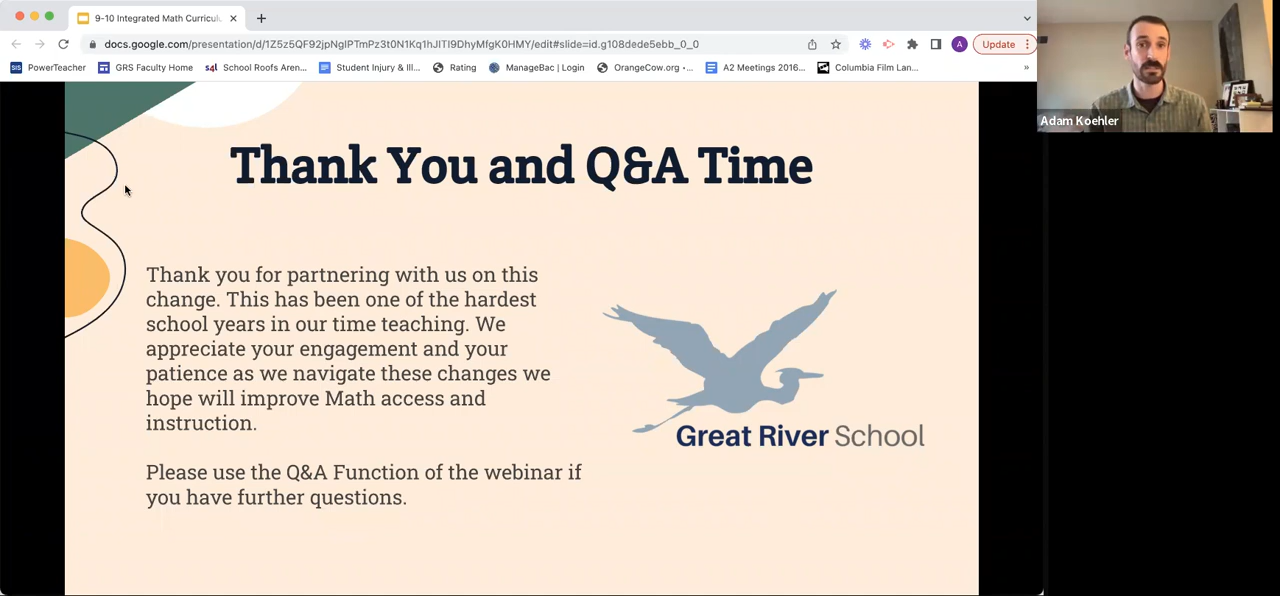 9-10 Integrated Math Curricul
docs.google.com/presentation/d/1Z5z5QF92jpNgIPTmPz3t0N1Kq1hJITI9DhyMfgK0HMY/edit#slide=id.g108dede5ebb_0_0
A
Update
SIS PowerTeacher
GRS Faculty Home
s4l School Roofs Aren...
Student Injury & Ill...
Rating
ManageBac | Login
OrangeCow.org •...
A2 Meetings 2016...
Columbia Film Lan...
»
Adam Koehler
Thank You and Q&A Time
Thank you for partnering with us on this
change. This has been one of the hardest
school years in our time teaching. We
appreciate your engagement and your
patience as we navigate these changes we
hope will improve Math access and
instruction.
Please use the Q&A Function of the webinar if
you have further questions.
Great River School